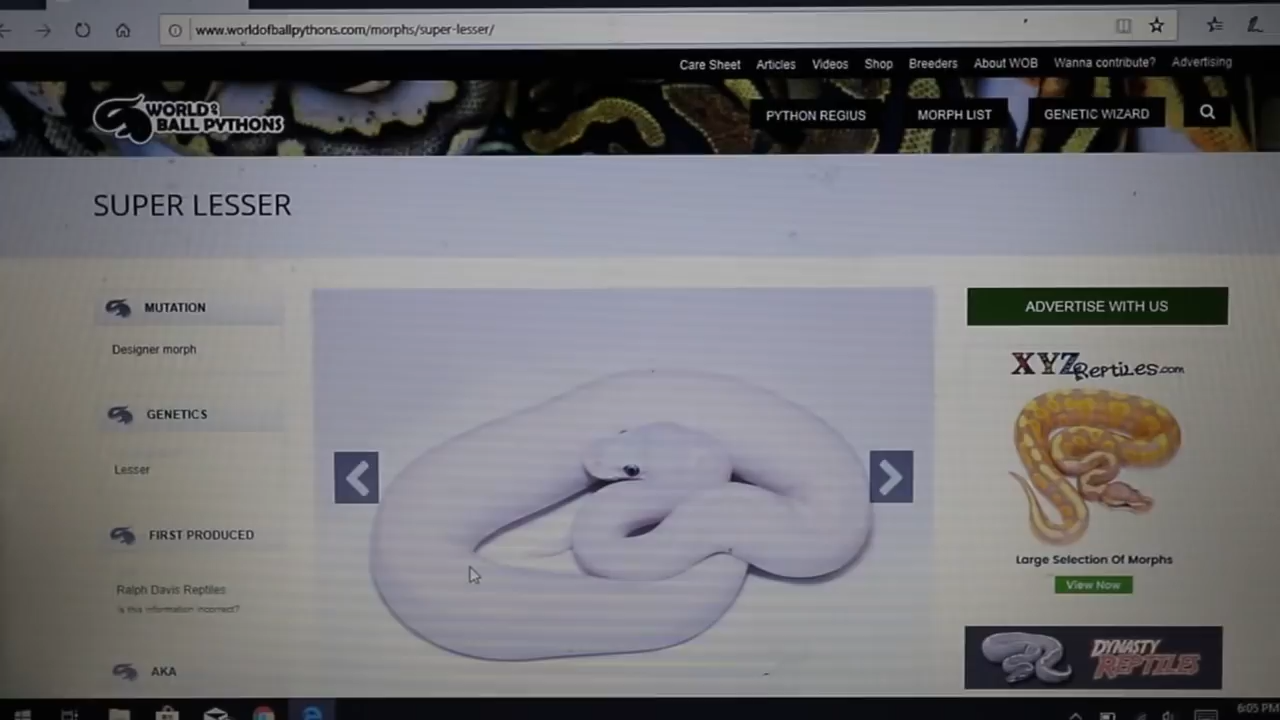 www.worldofballpythons.com/morphs/super-lesser/
Care Sheet Articles Videos Shop Breeders About WOB Wanna contribute? Advertising
WORLD OF
BALL PYTHONS
PYTHON REGIUS MORPH LIST GENETIC WIZARD
SUPER LESSER
MUTATION
Designer morph
GENETICS
Lesser
FIRST PRODUCED
Ralph Davis Reptiles
Is this information incorrect?
AKA
ADVERTISE WITH US
XYZReptiles.com
Large Selection Of Morphs
View Now
DYNASTY
REPTILES
6:05 PM